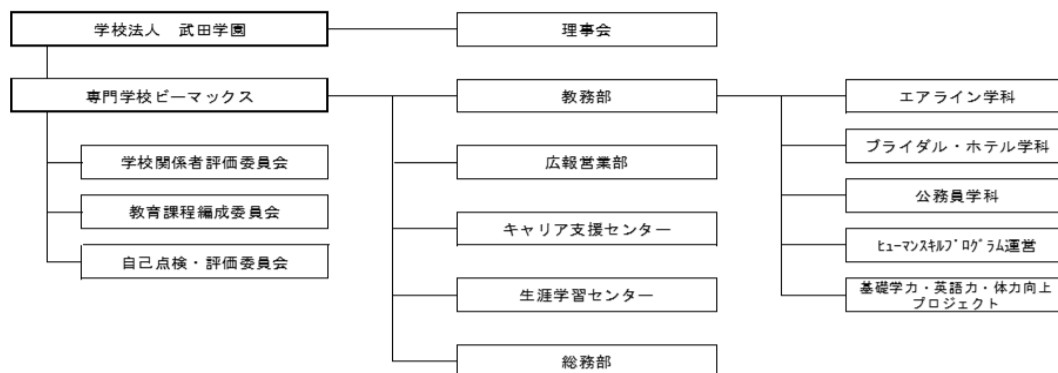 学校法人　武田学園
理事会
専門学校ビーマックス
教務部
エアライン学科
ブライダル・ホテル学科
学校関係者評価委員会
広報営業部
公務員学科
教育課程編成委員会
キャリア支援センター
ﾋｭｰﾏﾝｽｷﾙﾌﾟﾛｸﾞﾗﾑ運営
自己点検・評価委員会
生涯学習センター
基礎学力・英語力・体力向上
プロジェクト
総務部